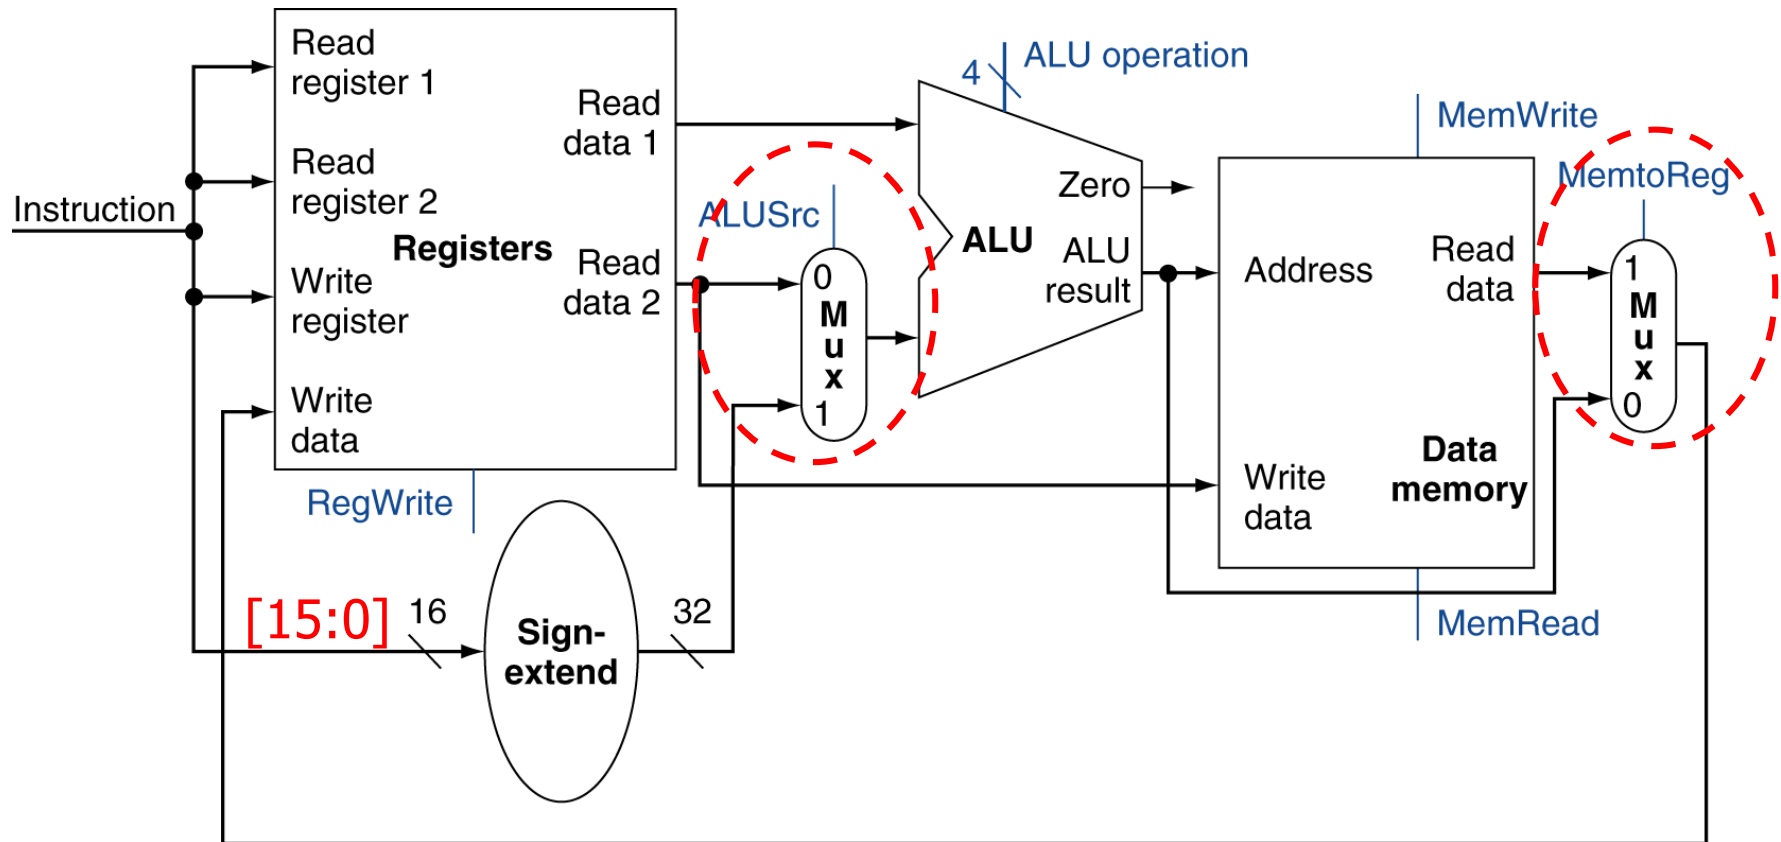 Instruction
Read
register 1
Read
register 2
Write
register
Write
data
Registers
Read
data 1
Read
data 2
RegWrite
[15:0]
16
Sign-
extend
32
ALUSrc
0
M
u
x
1
4
ALU operation
ALU
Zero
ALU
result
MemWrite
Address
Read
data
Write
data
Data
memory
MemRead
MemtoReg
1
M
u
x
0